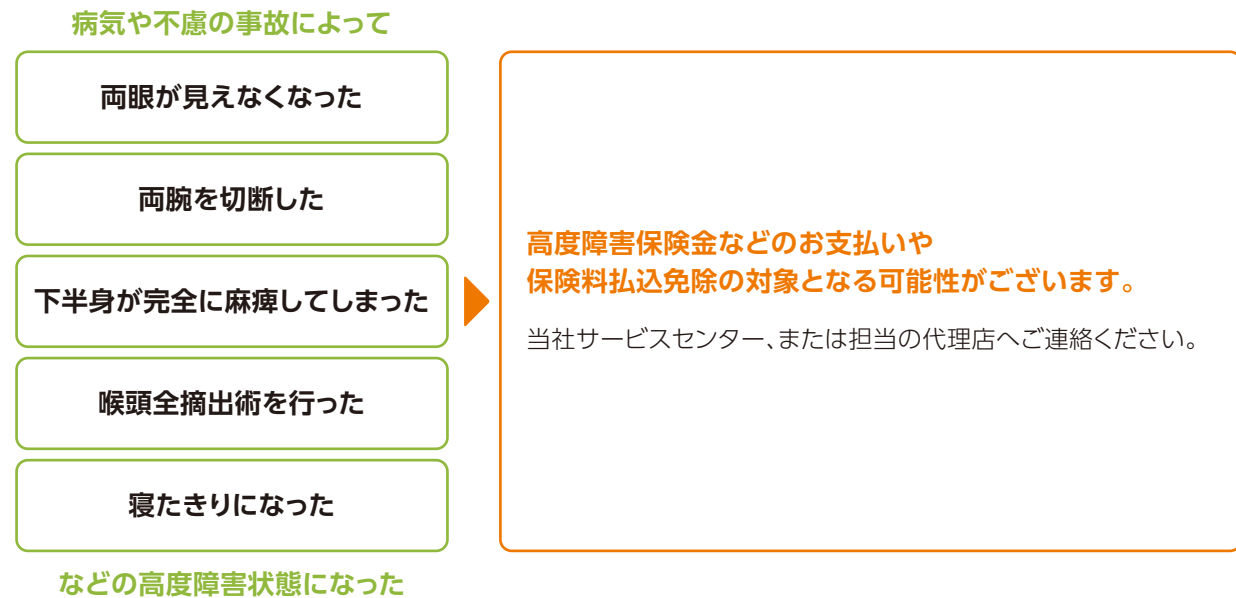 病気や不慮の事故によって
両眼が見えなくなった
両腕を切断した
下半身が完全に麻痺してしまった
喉頭全摘出術を行った
寝たきりになった
などの高度障害状態になった
高度障害保険金などのお支払いや
保険料払込免除の対象となる可能性がございます。
当社サービスセンター、または担当の代理店へご連絡ください。